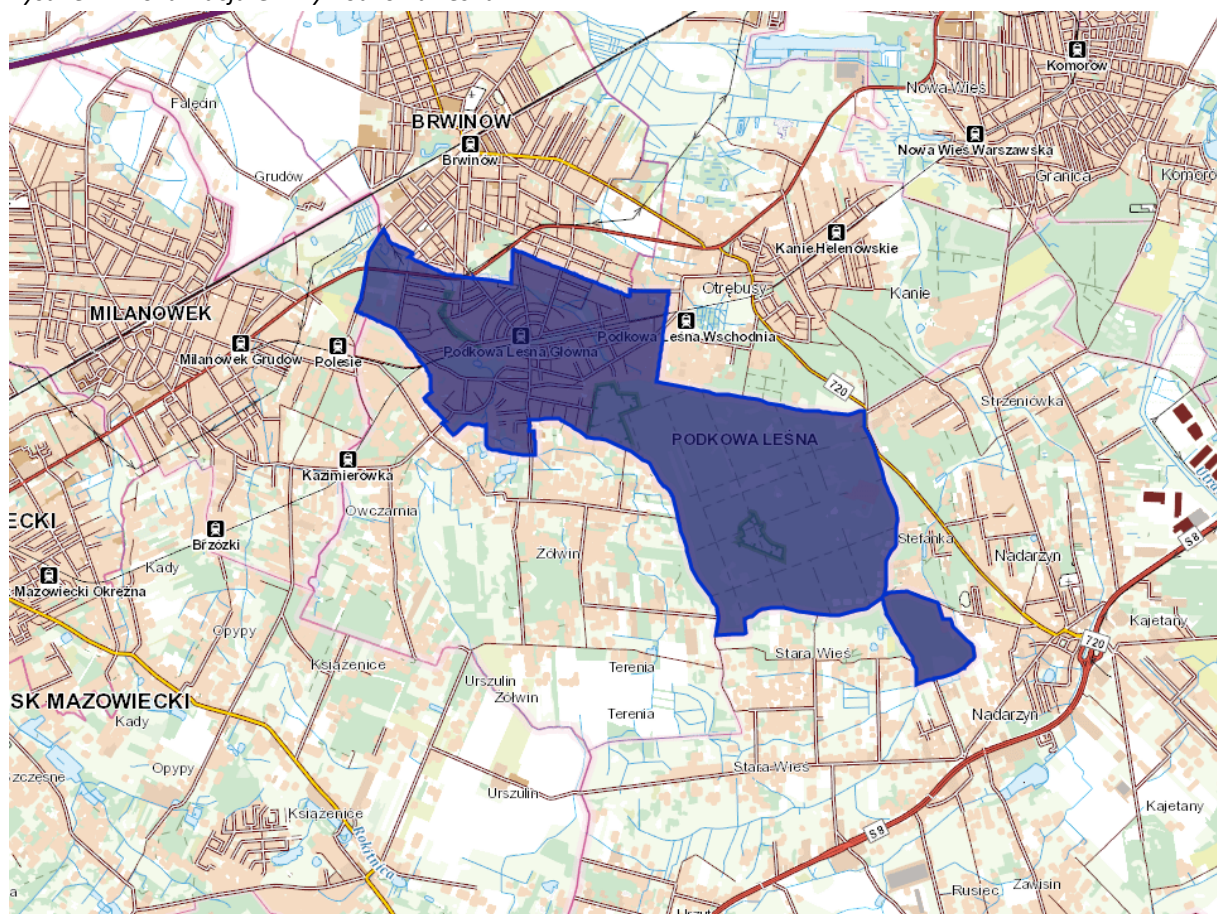 Komorów
Falęcin
Nowa Wieś
BRWINÓW
Brwinów
Nowa Wieś Warszawska
Grudów
Granica
Komoro
Kanie Helenowskie
Otrębusy
Kanie
MILANÓWEK
Milanówek Grudów
Polesie
Podkowa Leśna Główna
Podkowa Leśna Wschodnia
720
Strzeniówka
PODKOWA LEŚNA
Kazimierówka
Owczarnia
ECKI
Brzózki
Żółwin
Stefanka
S8
Nadarzyn
Kady
Mazowiecki Okrężna
Kajetany
Opypy
720
Książenice
Stara Wieś
Terenia
Urszulin
Żółwin
SK MAZOWIECKI
Kady
Terenia
Nadarzyn
Opypy
Stara Wieś
Szczęsne
Urszulin
Kajetany
Książenice
Rokitnica
S8
Rusiec
Zawisin